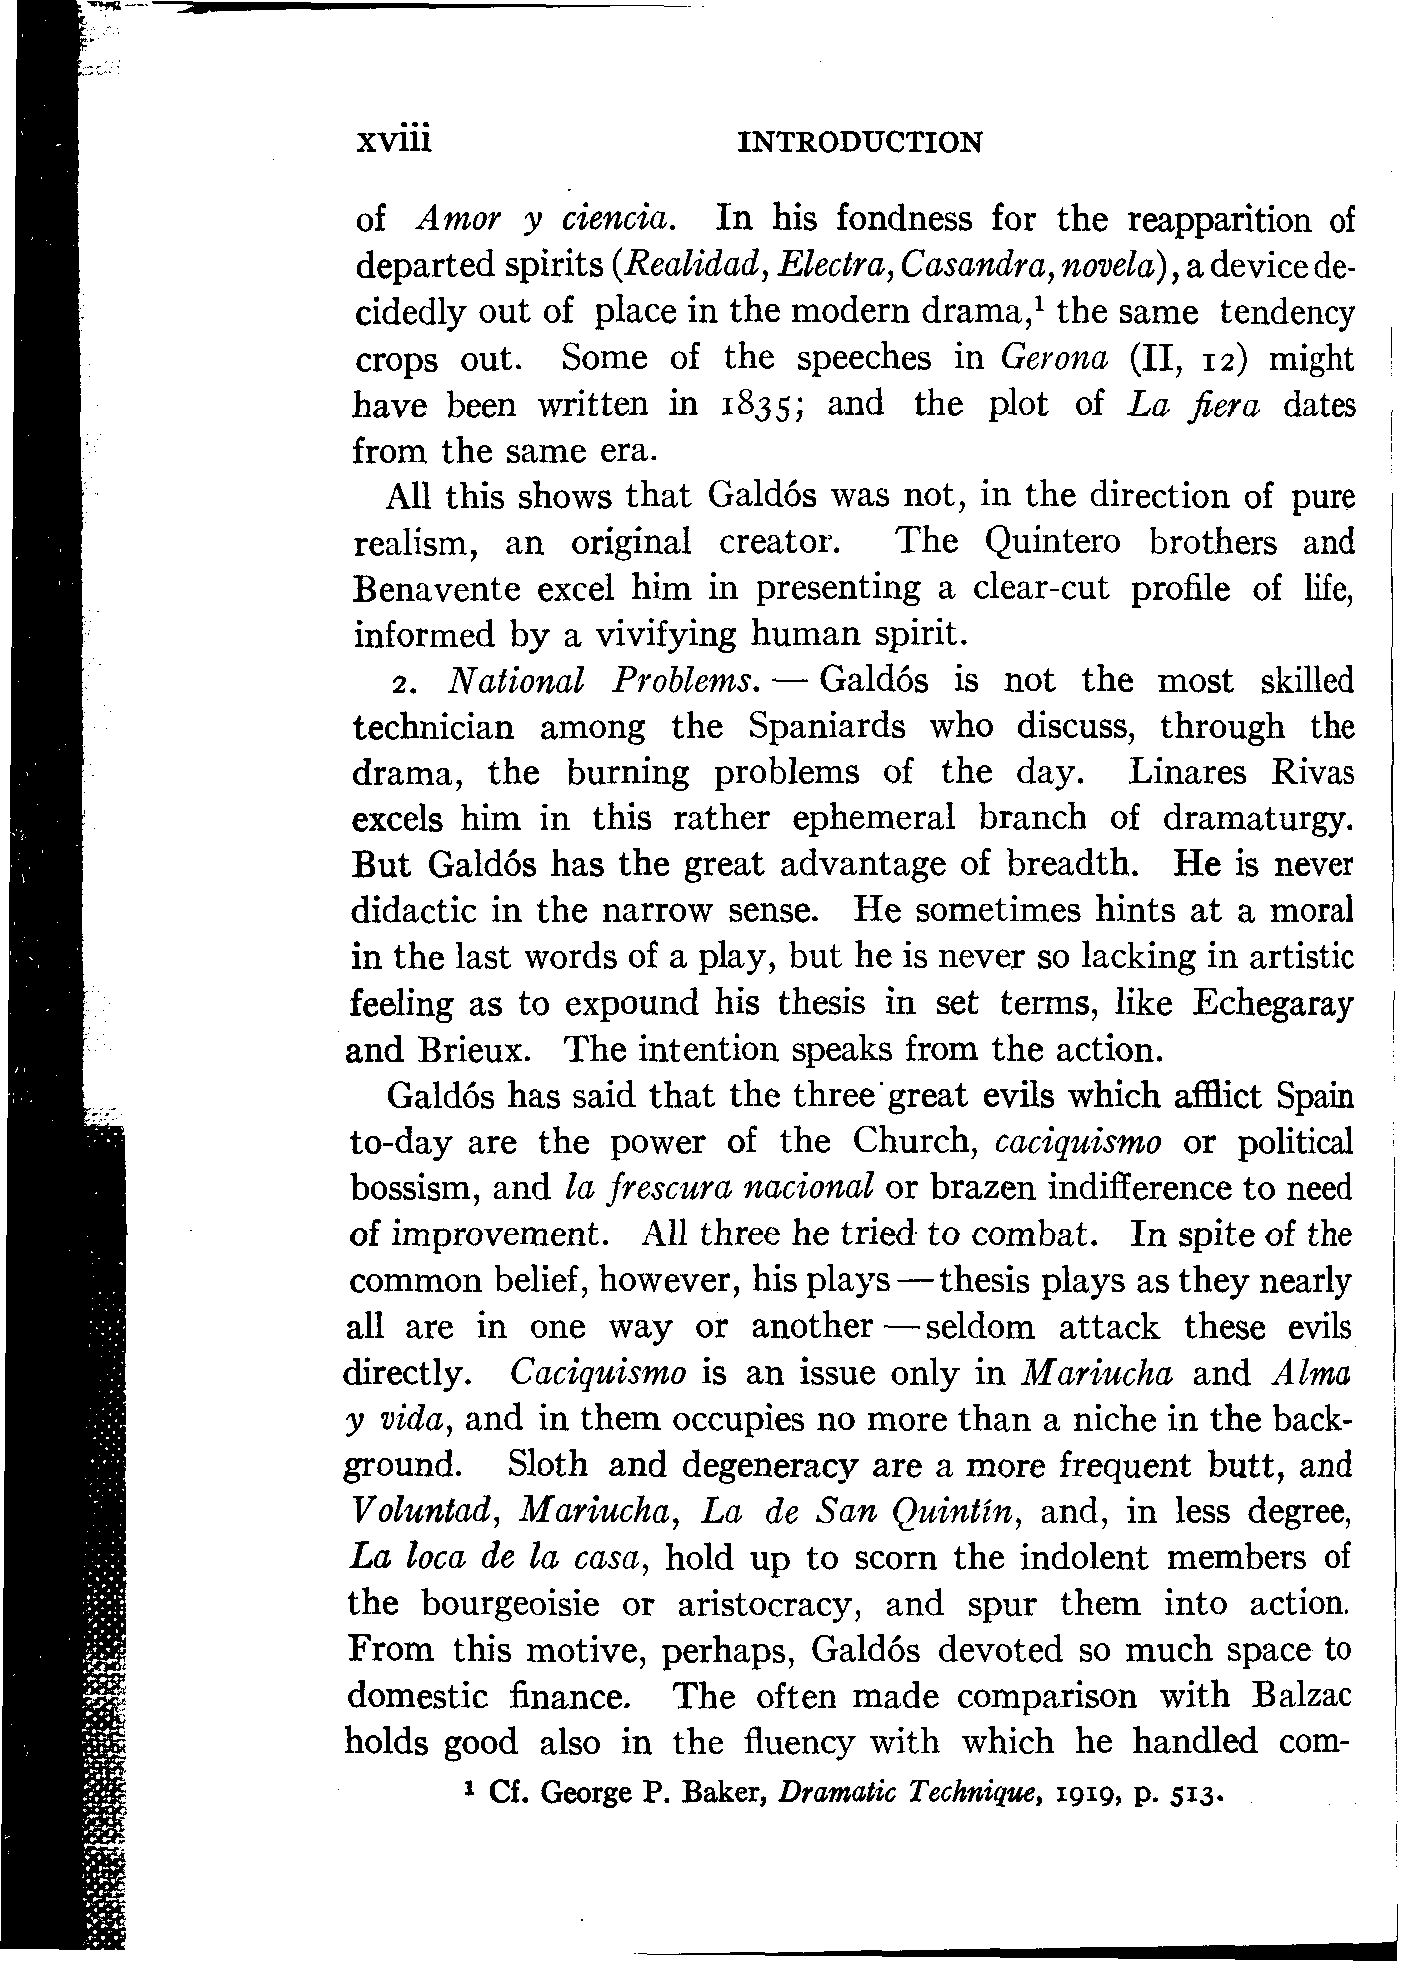 xviii INTRODUCTION
of Amor y ciencia. In his fondness for the reapparition of
departed spirits (Realidad, Electra, Casandra, novela), a device de-
cidedly out of place in the modern drama,¹ the same tendency
crops out. Some of the speeches in Gerona (II, 12) might
have been written in 1835; and the plot of La fiera dates
from the same era.
All this shows that Galdós was not, in the direction of pure
realism, an original creator. The Quintero brothers and
Benavente excel him in presenting a clear-cut profile of life,
informed by a vivifying human spirit.
2. National Problems. — Galdós is not the most skilled
technician among the Spaniards who discuss, through the
drama, the burning problems of the day. Linares Rivas
excels him in this rather ephemeral branch of dramaturgy.
But Galdós has the great advantage of breadth. He is never
didactic in the narrow sense. He sometimes hints at a moral
in the last words of a play, but he is never so lacking in artistic
feeling as to expound his thesis in set terms, like Echegaray
and Brieux. The intention speaks from the action.
Galdós has said that the three great evils which afflict Spain
to-day are the power of the Church, caciquismo or political
bossism, and la frescura nacional or brazen indifference to need
of improvement. All three he tried to combat. In spite of the
common belief, however, his plays — thesis plays as they nearly
all are in one way or another — seldom attack these evils
directly. Caciquismo is an issue only in Mariucha and Alma
y vida, and in them occupies no more than a niche in the back-
ground. Sloth and degeneracy are a more frequent butt, and
Voluntad, Mariucha, La de San Quintín, and, in less degree,
La loca de la casa, hold up to scorn the indolent members of
the bourgeoisie or aristocracy, and spur them into action.
From this motive, perhaps, Galdós devoted so much space to
domestic finance. The often made comparison with Balzac
holds good also in the fluency with which he handled com-
¹ Cf. George P. Baker, Dramatic Technique, 1919, p. 513.